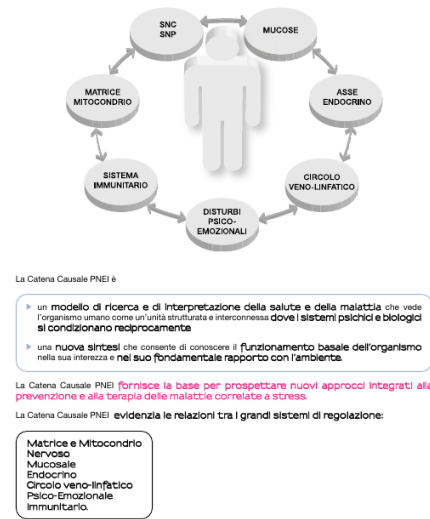 SNC
SNP
MUCOSE
MATRICE
MITOCONDRIO
ASSE
ENDOCRINO
SISTEMA
IMMUNITARIO
CIRCOLO
VENO-LINFATICO
DISTURBI
PSICO-
EMOZIONALI
La Catena Causale PNEI è
un modello di ricerca e di interpretazione della salute e della malattia che vede
l'organismo umano come un'unità strutturata e interconnessa dove i sistemi psichici e biologici
si condizionano reciprocamente
una nuova sintesi che consente di conoscere il funzionamento basale dell'organismo
nella sua interezza e nel suo fondamentale rapporto con l'ambiente.
La Catena Causale PNEI fornisce la base per prospettare nuovi approcci integrati alla
prevenzione e alla terapia delle malattie correlate a stress.
La Catena Causale PNEI evidenzia le relazioni tra i grandi sistemi di regolazione:
Matrice e Mitocondrio
Nervoso
Mucosale
Endocrino
Circolo veno-linfatico
Psico-Emozionale
Immunitario.